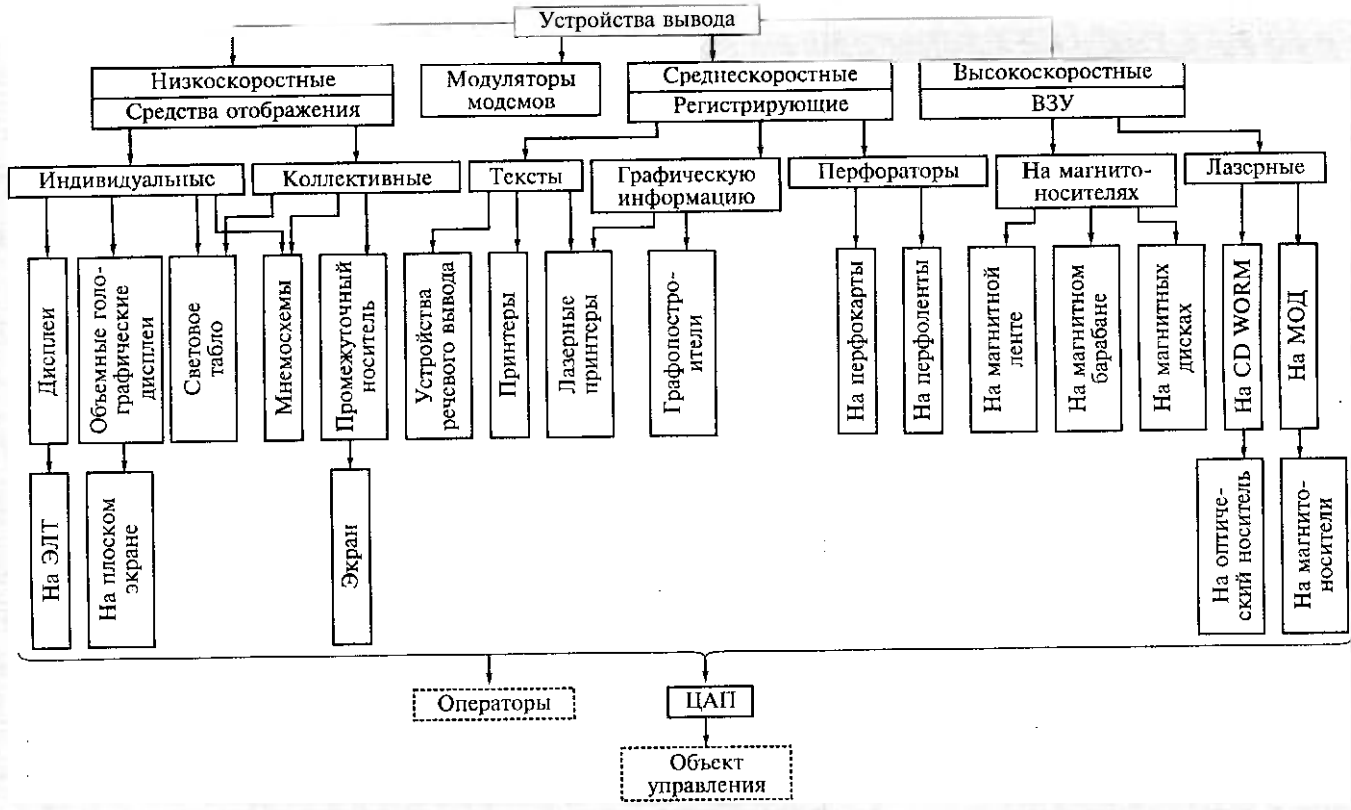 Устройства вывода
Низкоскоростные
Средства отображения
Модуляторы
модемов
Среднескоростные
Регистрирующие
Высокоскоростные
ВЗУ
Индивидуальные
Коллективные
Тексты
Графическую
информацию
Перфораторы
На магнито-
носителях
Лазерные
Дисплеи
Объемные голо-
графические
дисплеи
Световое
табло
Мнемосхемы
Промежуточный
носитель
Устройства
речевого вывода
Принтеры
Лазерные
принтеры
Графопостро-
ители
На перфокарты
На перфоленты
На магнитной
ленте
На магнитном
барабане
На магнитных
дисках
На CD WORM
На МОД
На ЭЛТ
На плоском
экране
Экран
На оптиче-
ский носитель
На магнито-
носители
Операторы
ЦАП
Объект
управления